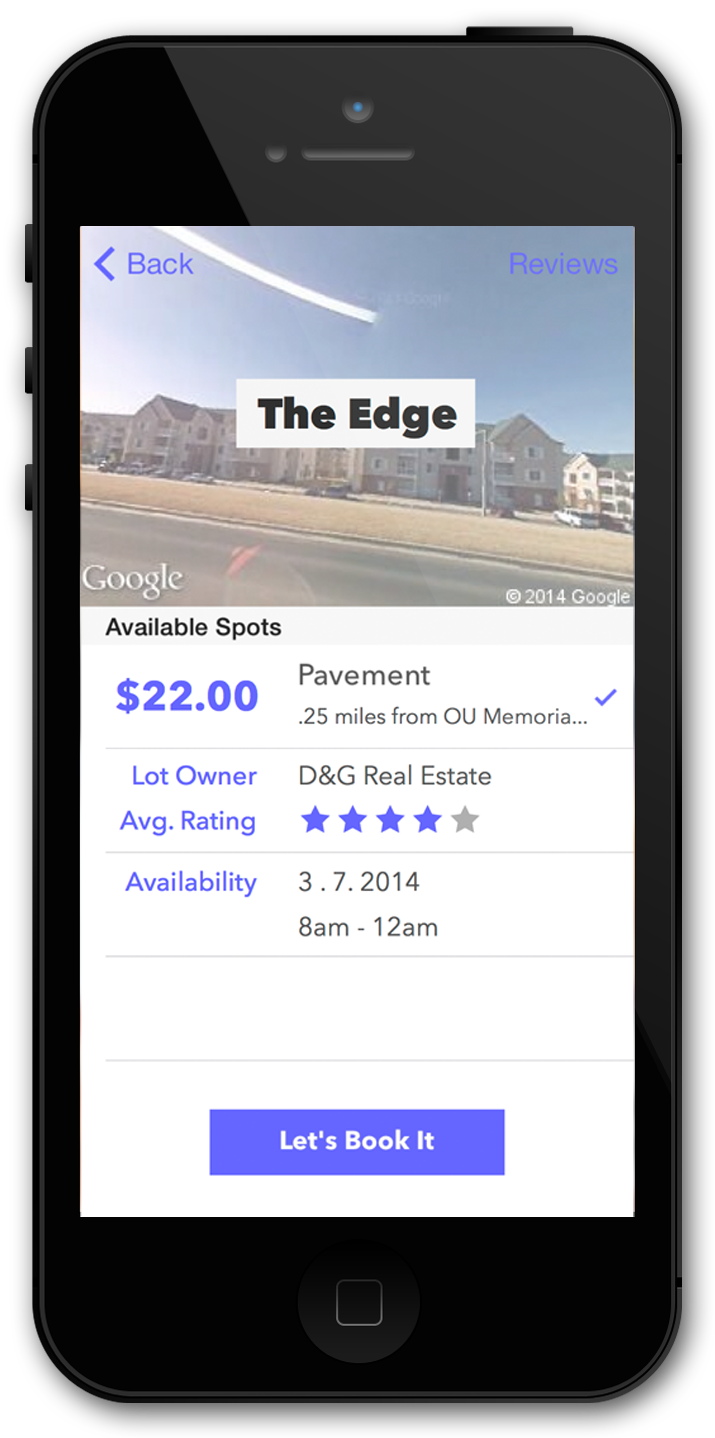 Back
Reviews
The Edge
Google
© 2014 Google
Available Spots
$22.00
Pavement
.25 miles from OU Memoria...
Lot Owner
D&G Real Estate
Avg. Rating
Availability
3 . 7. 2014
8am - 12am
Let's Book It